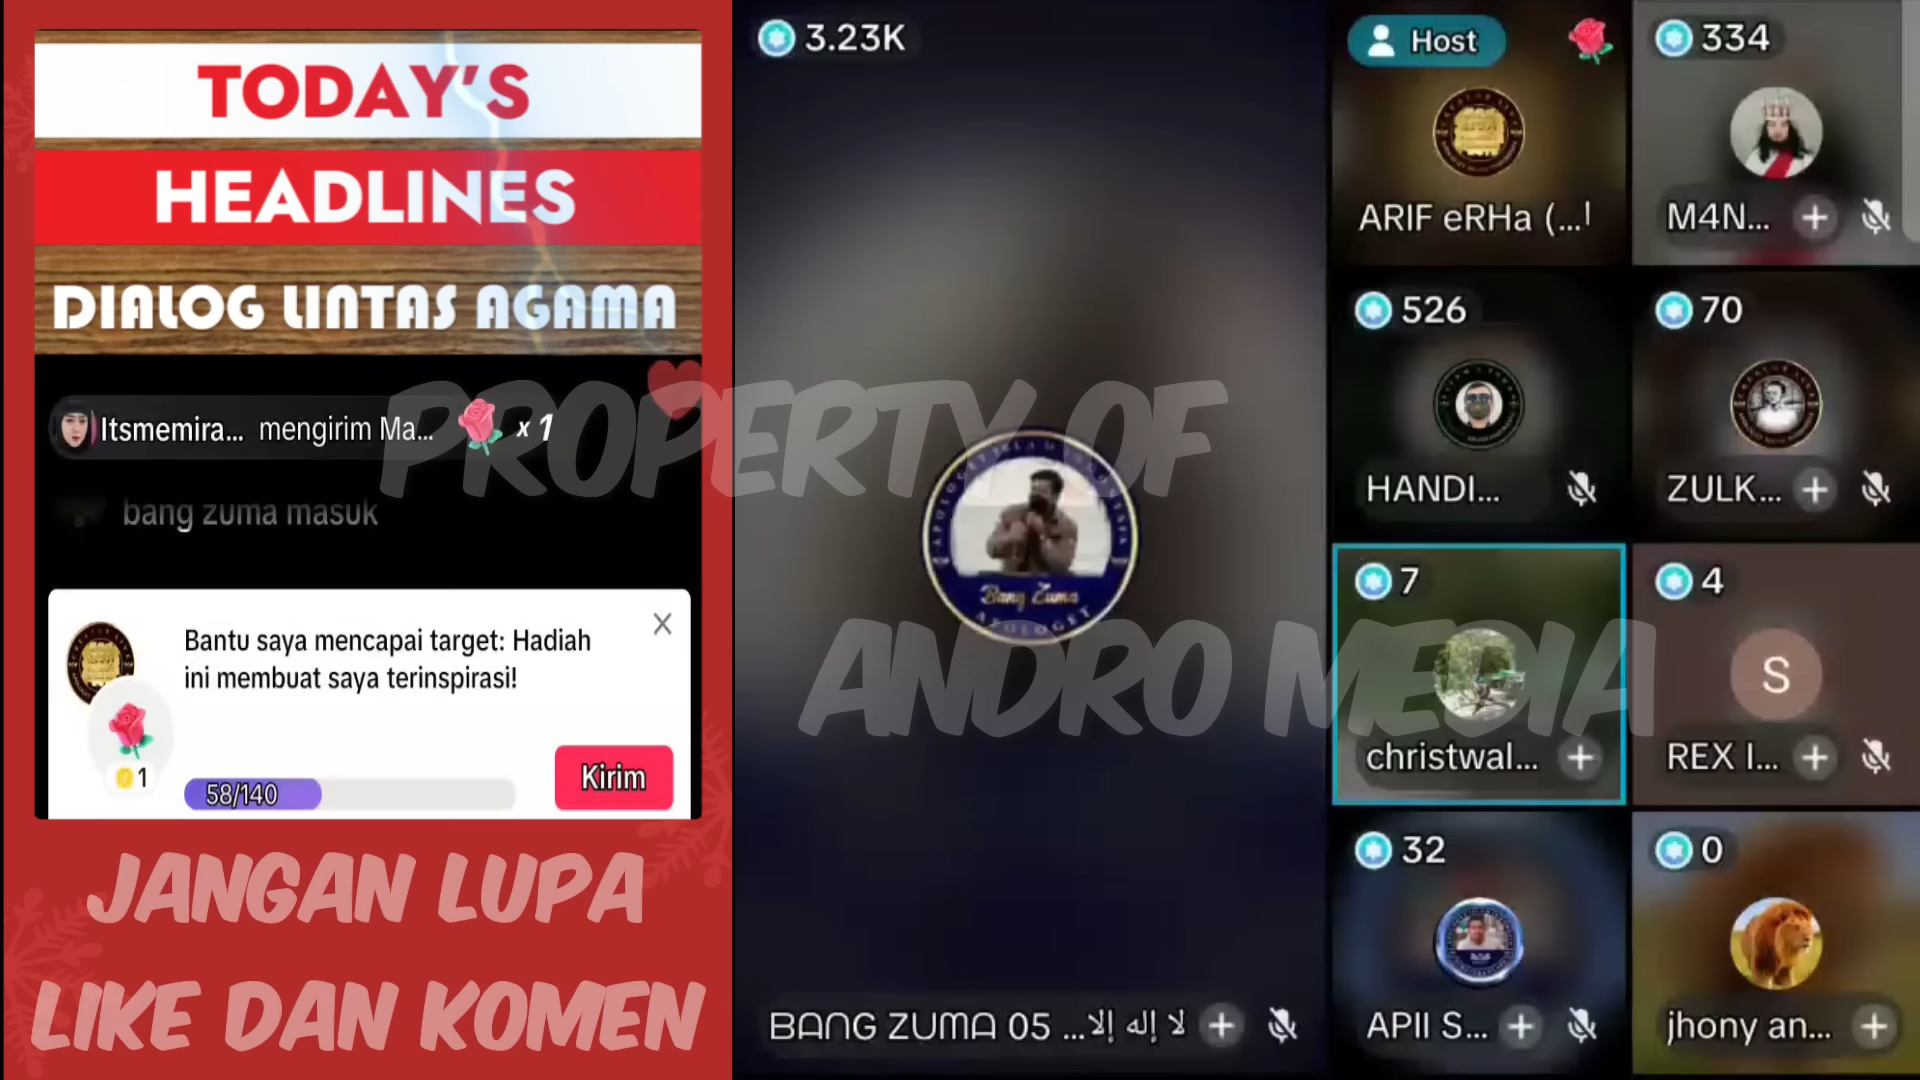 TODAY'S
HEADLINES
DIALOG LINTAS AGAMA
Itsmemira... mengirim Ma... x 1
bang zuma masuk
Bantu saya mencapai target: Hadiah
ini membuat saya terinspirasi!
1
58/140
Kirim
JANGAN LUPA
LIKE DAN KOMEN
PROPERTY OF
ANDRO MEDIA
3.23K
Bang Zuma
APOLOGET
BANG ZUMA 05 ... لا إله إلا
Host
ARIF eRHa (...ا
334
M4N...
526
HANDI...
70
ZULK...
7
christwal...
4
S
REX I...
32
APII S...
0
jhony an...